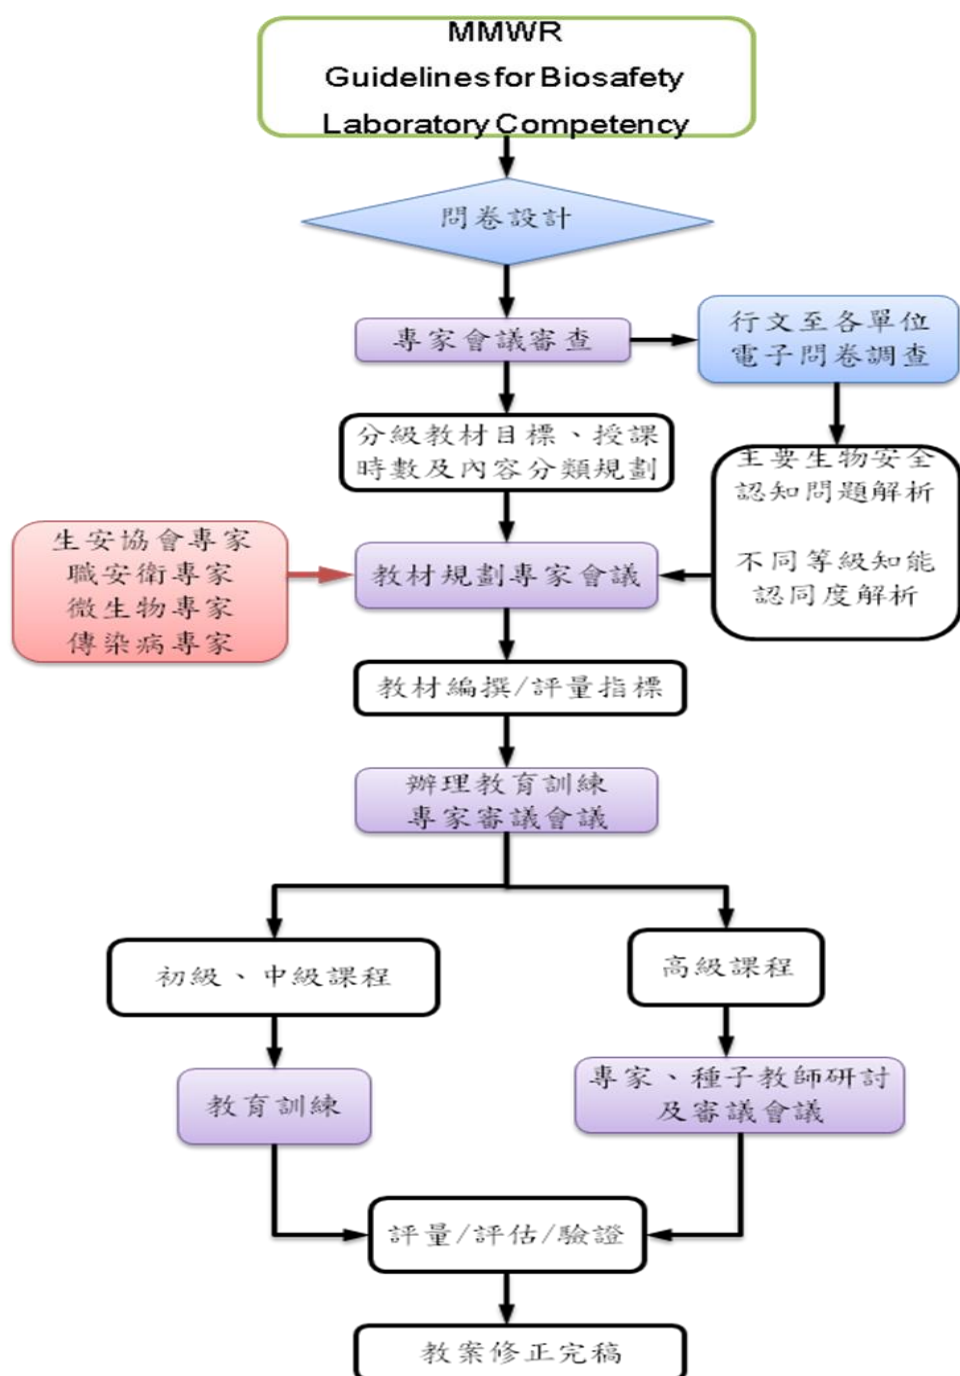 MMWR
Guidelines for Biosafety
Laboratory Competency
問卷設計
專家會議審查
行文至各單位
電子問卷調查
分級教材目標、授課
時數及內容分類規劃
主要生物安全
認知問題解析
不同等級知能
認同度解析
生安協會專家
職安衛專家
微生物專家
傳染病專家
教材規劃專家會議
教材編撰/評量指標
辦理教育訓練
專家審議會議
初級、中級課程
高級課程
教育訓練
專家、種子教師研討
及審議會議
評量/評估/驗證
教案修正完稿